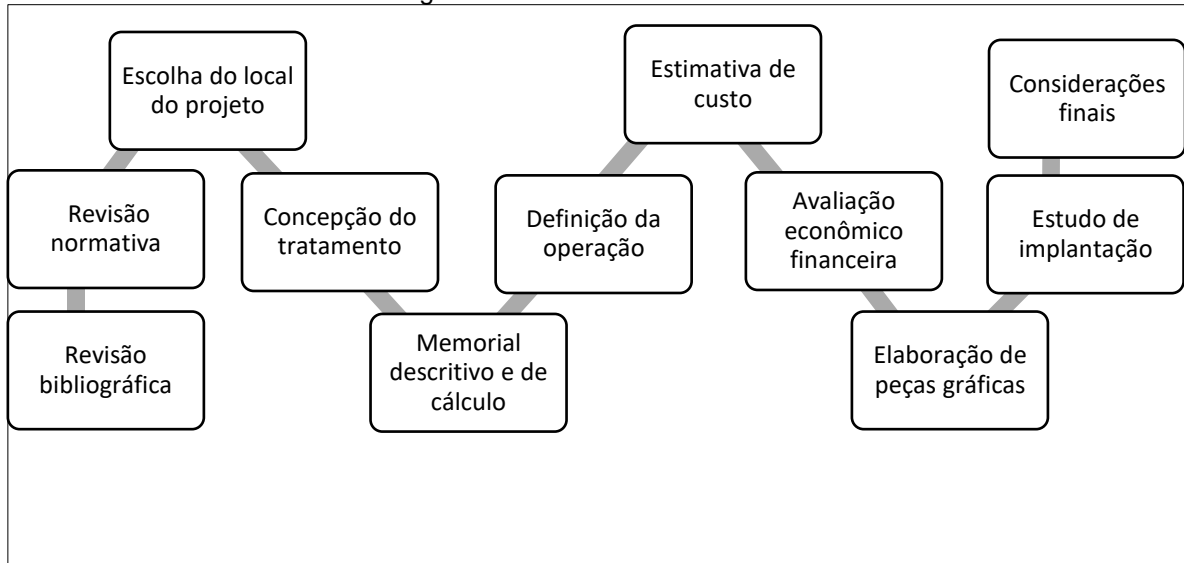 Escolha do local
do projeto
Estimativa de
custo
Considerações
finais
Revisão
normativa
Concepção do
tratamento
Definição da
operação
Avaliação
econômico
financeira
Estudo de
implantação
Revisão
bibliográfica
Memorial
descritivo e de
cálculo
Elaboração de
peças gráficas